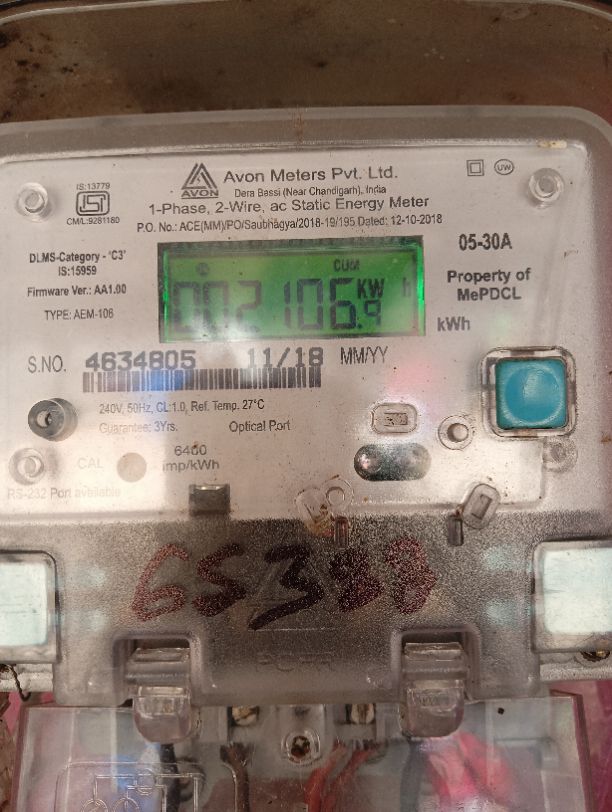 Avon Meters Pvt. Ltd.
AVON
Dera Bassi (Near Chandigarh), India
IS:13779
CM/L:9281180
UW
1-Phase, 2-Wire, ac Static Energy Meter
P.O. No.: ACE(MM)/PO/Saubhagya/2018-19/195 Dated: 12-10-2018
DLMS-Category - 'C3'
IS:15959
Firmware Ver.: AA1.00
TYPE: AEM-106
CUM
002106.9 KWh
05-30A
Property of
MePDCL
kWh
S.NO. 4634805 11/18 MM/YY
240V, 50Hz, CL:1.0, Ref. Temp. 27°C
Guarantee: 3Yrs. Optical Port
CAL 6400
imp/kWh
RS-232 Port available
GS388